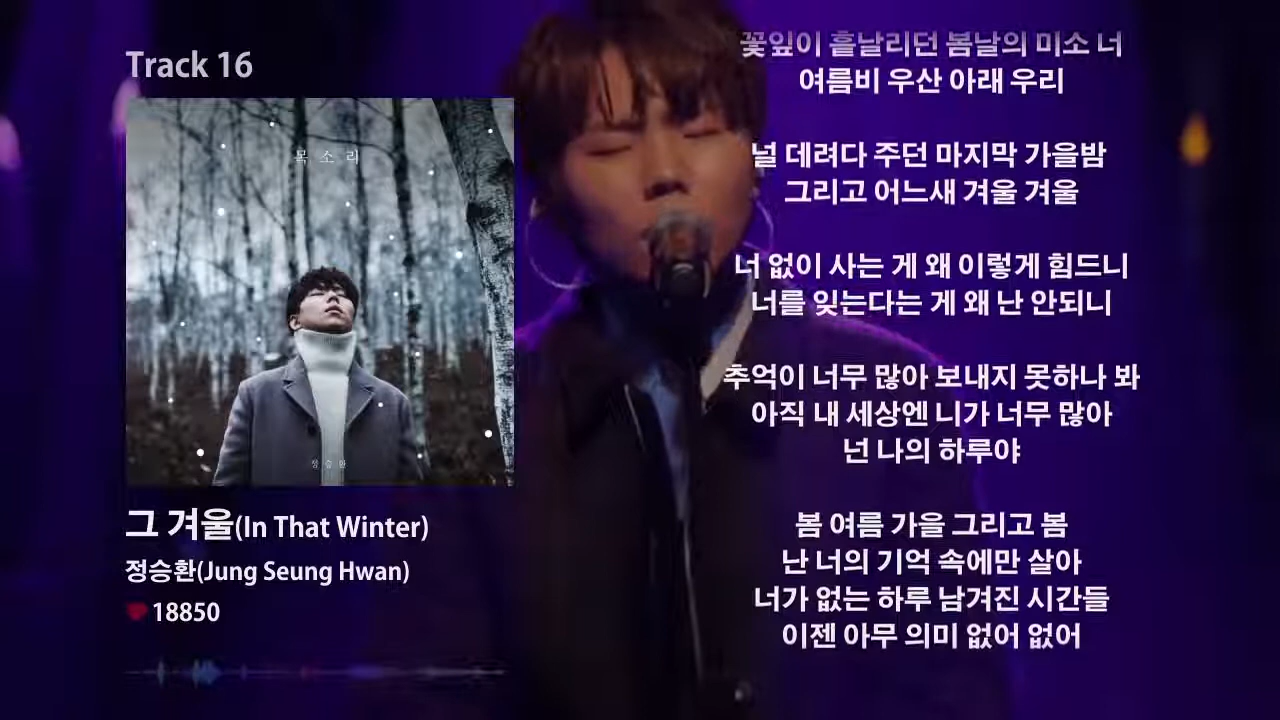 Track 16
목소리
정승환
그 겨울(In That Winter)
정승환(Jung Seung Hwan)
18850
꽃잎이 흩날리던 봄날의 미소 너
여름비 우산 아래 우리
널 데려다 주던 마지막 가을밤
그리고 어느새 겨울 겨울
너 없이 사는 게 왜 이렇게 힘드니
너를 잊는다는 게 왜 난 안되니
추억이 너무 많아 보내지 못하나 봐
아직 내 세상엔 니가 너무 많아
넌 나의 하루야
봄 여름 가을 그리고 봄
난 너의 기억 속에만 살아
너가 없는 하루 남겨진 시간들
이젠 아무 의미 없어 없어